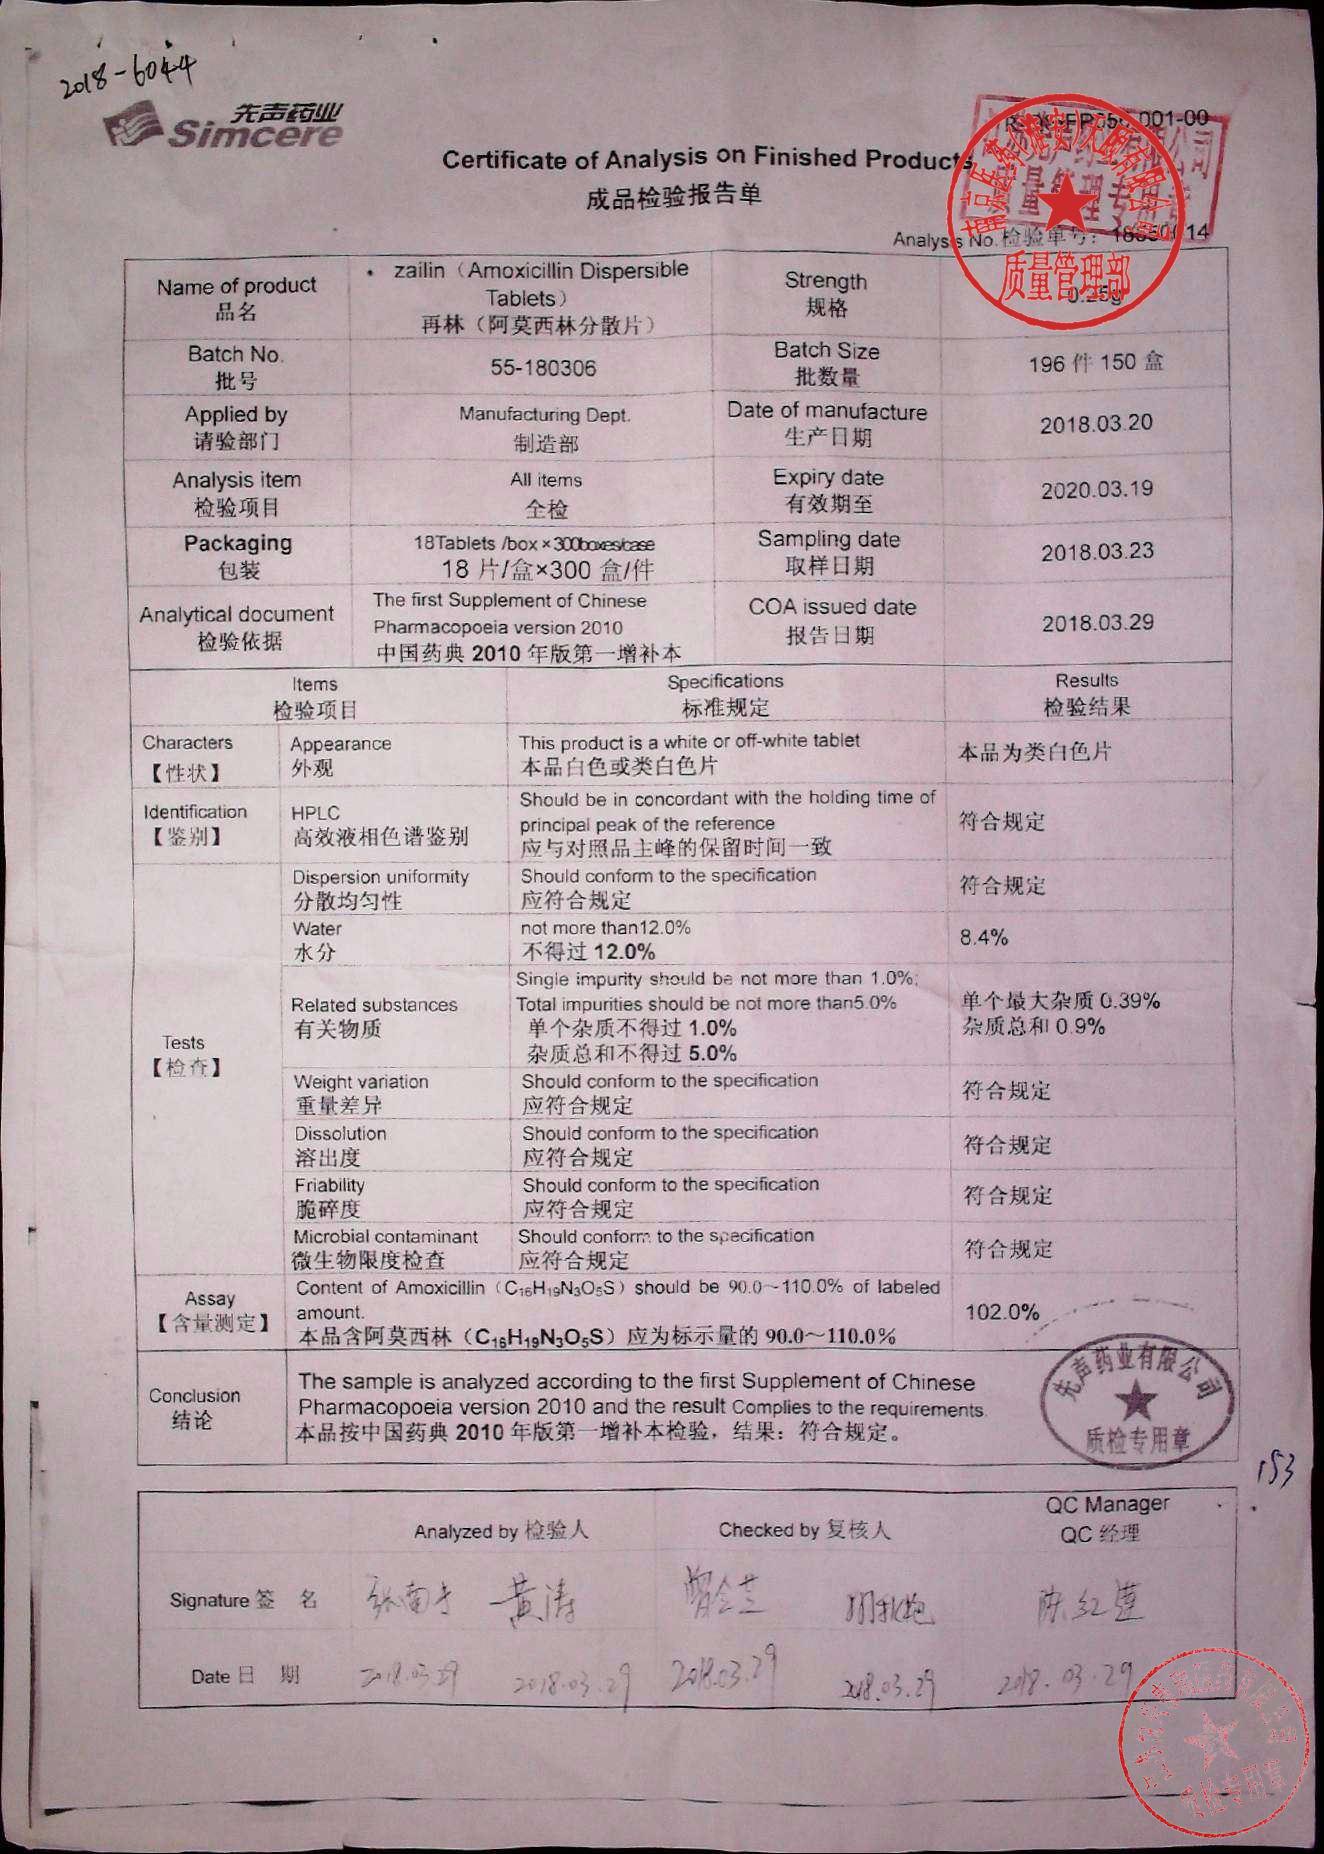 2018-6044
先声药业
Simcere
Certificate of Analysis on Finished Products
成品检验报告单
Analysis No.检验单号:
质量管理专用章
质量管理部
Name of product
品名
zailin（Amoxicillin Dispersible
Tablets）
再林（阿莫西林分散片）
Strength
规格
0.25g
Batch No.
批号
55-180306
Batch Size
批数量
196 件 150 盒
Applied by
请验部门
Manufacturing Dept.
制造部
Date of manufacture
生产日期
2018.03.20
Analysis item
检验项目
All items
全检
Expiry date
有效期至
2020.03.19
Packaging
包装
18Tablets /box×300boxes/case
18 片/盒×300 盒/件
Sampling date
取样日期
2018.03.23
Analytical document
检验依据
The first Supplement of Chinese
Pharmacopoeia version 2010
中国药典 2010 年版第一增补本
COA issued date
报告日期
2018.03.29
Items
检验项目
Specifications
标准规定
Results
检验结果
Characters
【性状】
Appearance
外观
This product is a white or off-white tablet
本品白色或类白色片
本品为类白色片
Identification
【鉴别】
HPLC
高效液相色谱鉴别
Should be in concordant with the holding time of
principal peak of the reference
应与对照品主峰的保留时间一致
符合规定
Tests
【检查】
Dispersion uniformity
分散均匀性
Should conform to the specification
应符合规定
符合规定
Water
水分
not more than12.0%
不得过 12.0%
8.4%
Related substances
有关物质
Single impurity should be not more than 1.0%;
Total impurities should be not more than5.0%
单个杂质不得过 1.0%
杂质总和不得过 5.0%
单个最大杂质 0.39%
杂质总和 0.9%
Weight variation
重量差异
Should conform to the specification
应符合规定
符合规定
Dissolution
溶出度
Should conform to the specification
应符合规定
符合规定
Friability
脆碎度
Should conform to the specification
应符合规定
符合规定
Microbial contaminant
微生物限度检查
Should conform to the specification
应符合规定
符合规定
Assay
【含量测定】
Content of Amoxicillin（C₁₆H₁₉N₃O₅S）should be 90.0～110.0% of labeled
amount.
本品含阿莫西林（C₁₆H₁₉N₃O₅S）应为标示量的 90.0～110.0%
102.0%
Conclusion
结论
The sample is analyzed according to the first Supplement of Chinese
Pharmacopoeia version 2010 and the result Complies to the requirements.
本品按中国药典 2010 年版第一增补本检验，结果：符合规定。
先声药业有限公司
质检专用章
153
Analyzed by 检验人
Checked by 复核人
QC Manager
QC 经理
Signature 签 名
黄涛
陈红莲
Date 日 期
2018.03.29
2018.03.29
2018.03.29
2018.03.29
2018.03.29
质检专用章